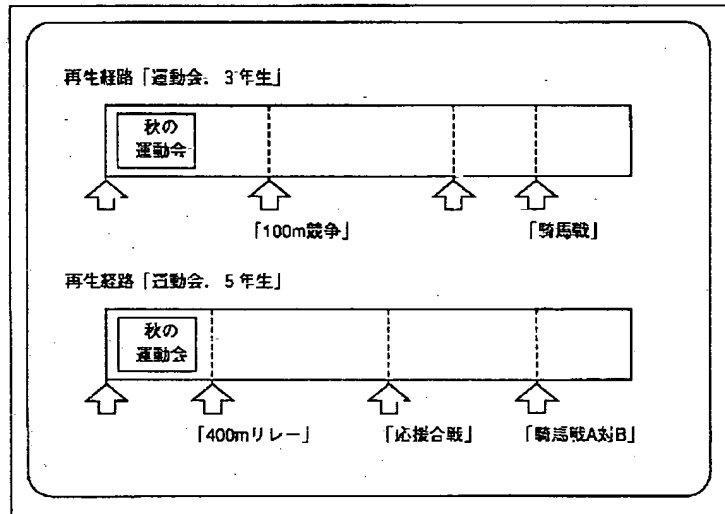 再生経路「運動会．3年生」
秋の
運動会
「100m競争」
「騎馬戦」
再生経路「運動会．5年生」
秋の
運動会
「400mリレー」
「応援合戦」
「騎馬戦A対B」